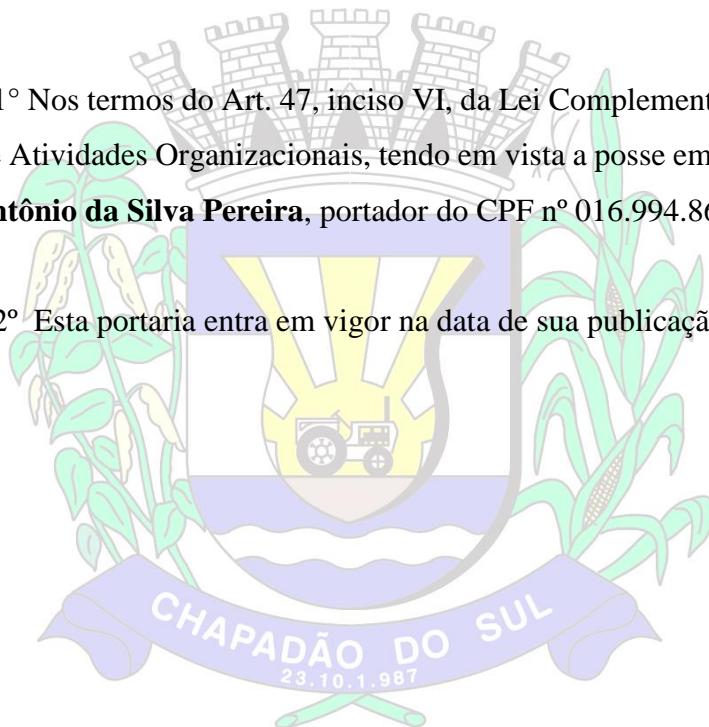 1° Nos termos do Art. 47, inciso VI, da Lei Complement
Atividades Organizacionais, tendo em vista a posse em
ntônio da Silva Pereira, portador do CPF nº 016.994.86
2º Esta portaria entra em vigor na data de sua publicaçã
CHAPADÃO DO SUL
23.10.1.987